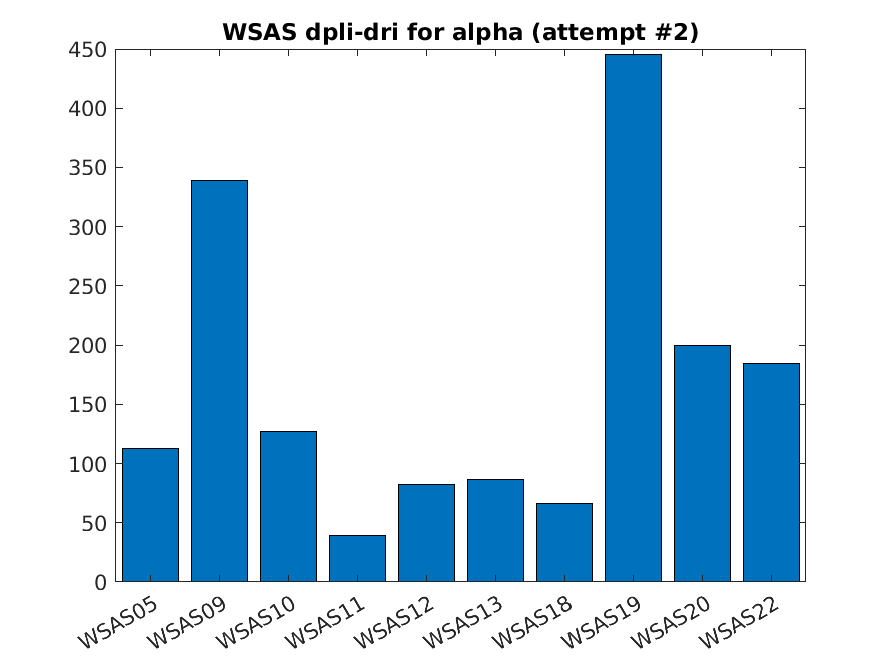 WSAS dpli-dri for alpha (attempt #2)
450
400
350
300
250
200
150
100
50
0
WSAS05
WSAS09
WSAS10
WSAS11
WSAS12
WSAS13
WSAS18
WSAS19
WSAS20
WSAS22